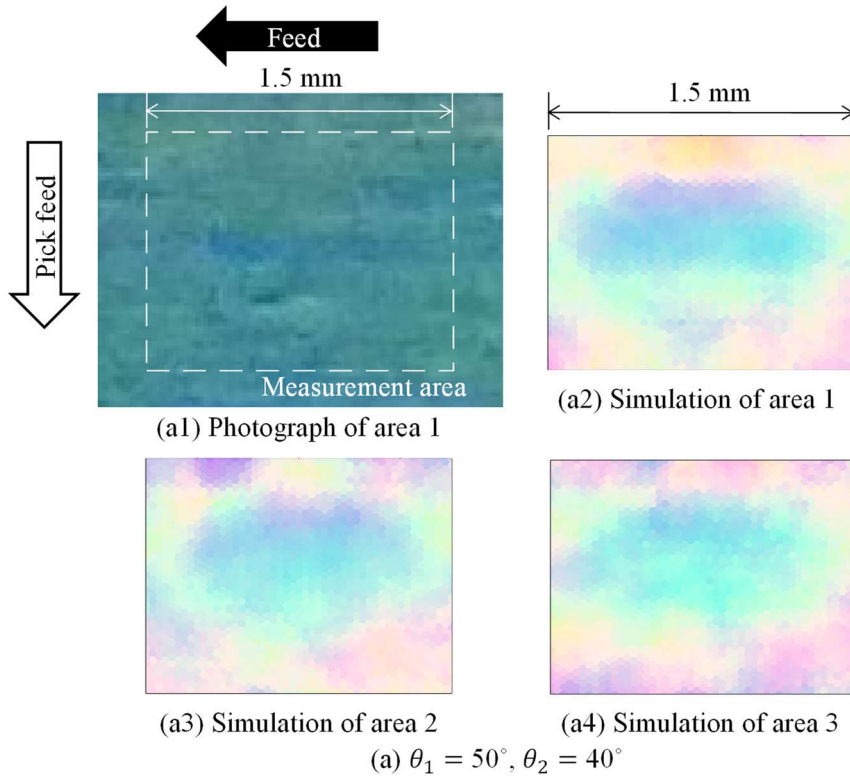 Feed
1.5 mm
1.5 mm
Pick feed
Measurement area
(a1) Photograph of area 1
(a2) Simulation of area 1
(a3) Simulation of area 2
(a4) Simulation of area 3
(a) θ₁ = 50°, θ₂ = 40°